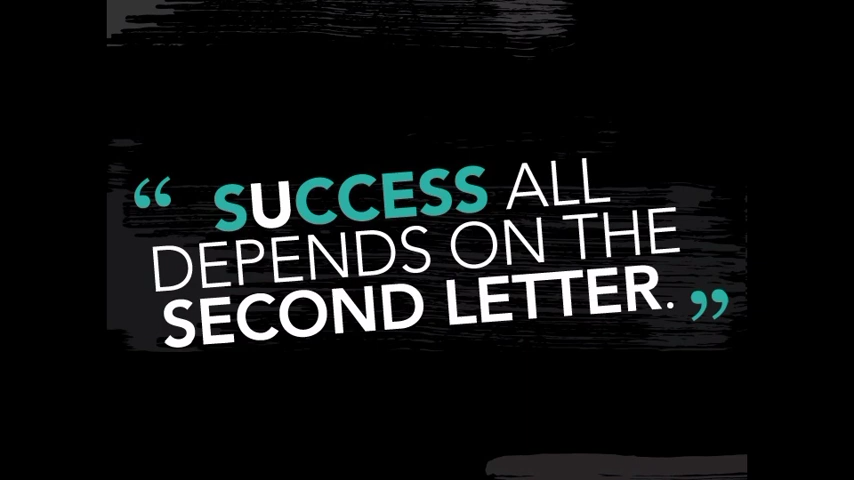 “ SUCCESS ALL
DEPENDS ON THE
SECOND LETTER. ”